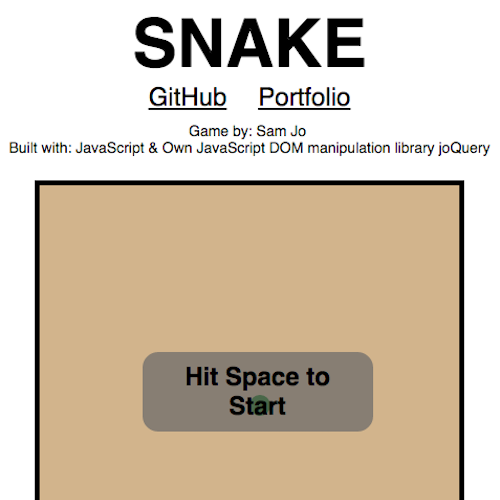 SNAKE
GitHub Portfolio
Game by: Sam Jo
Built with: JavaScript & Own JavaScript DOM manipulation library joQuery
Hit Space to
Start